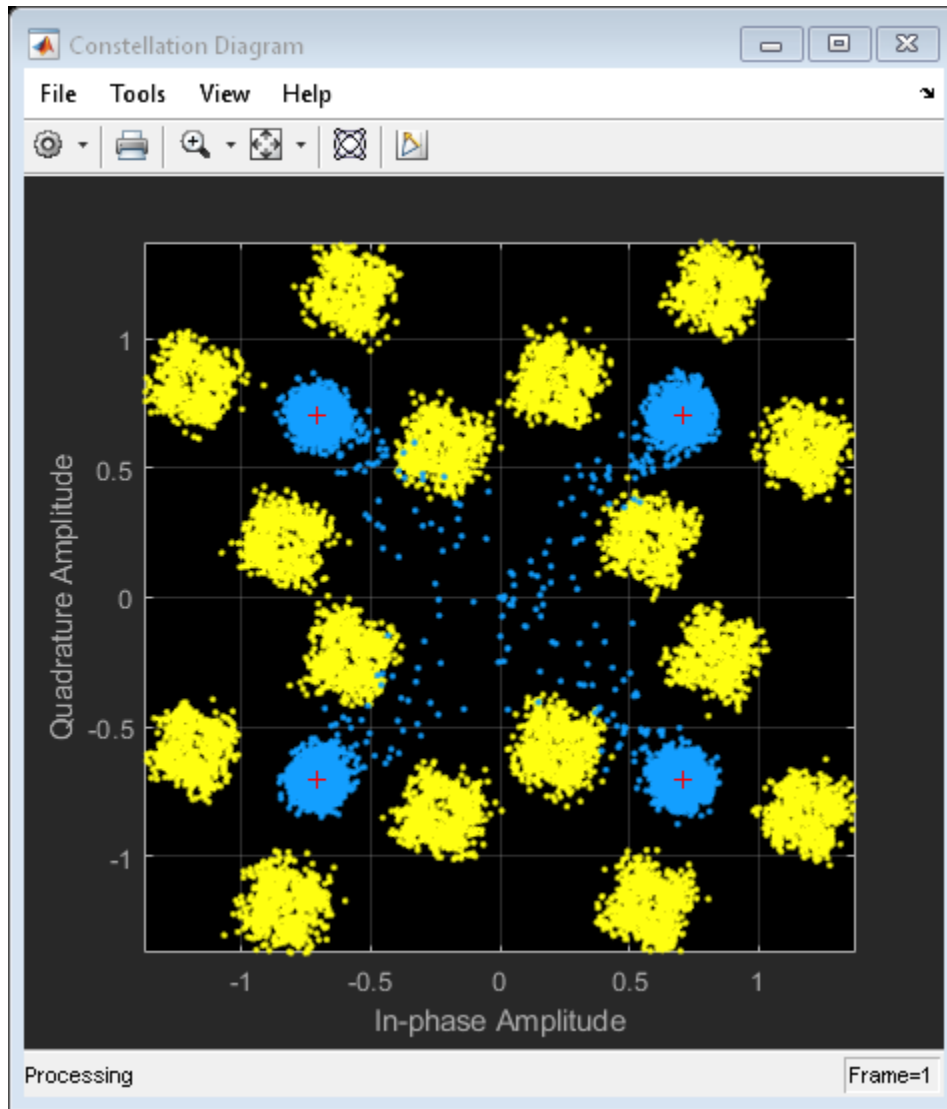 Constellation Diagram
File Tools View Help
1
0.5
0
-0.5
-1
Quadrature Amplitude
-1 -0.5 0 0.5 1
In-phase Amplitude
Processing Frame=1